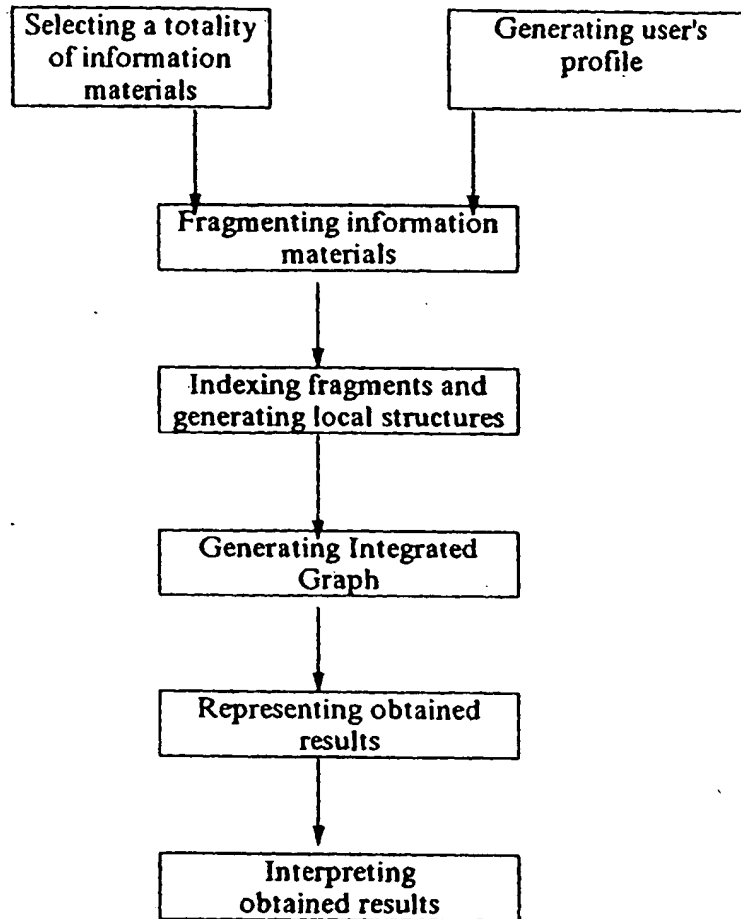 Selecting a totality
of information
materials
Generating user's
profile
Fragmenting information
materials
Indexing fragments and
generating local structures
Generating Integrated
Graph
Representing obtained
results
Interpreting
obtained results